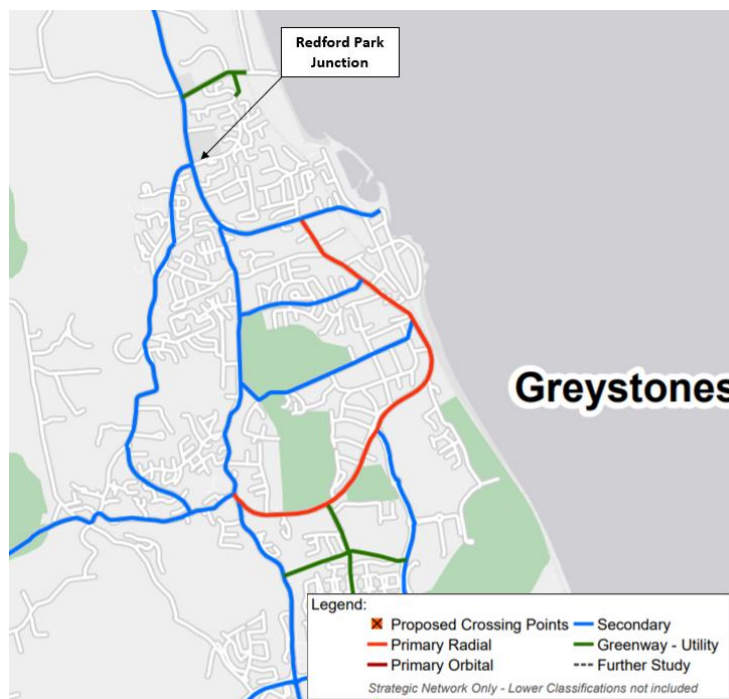 Redford Park
Junction
Greystones
Legend:
Proposed Crossing Points
Secondary
Primary Radial
Greenway - Utility
Primary Orbital
Further Study
Strategic Network Only - Lower Classifications not included